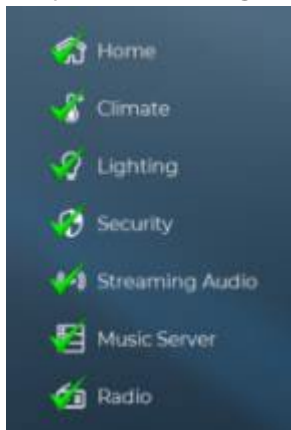 Home
Climate
Lighting
Security
Streaming Audio
Music Server
Radio